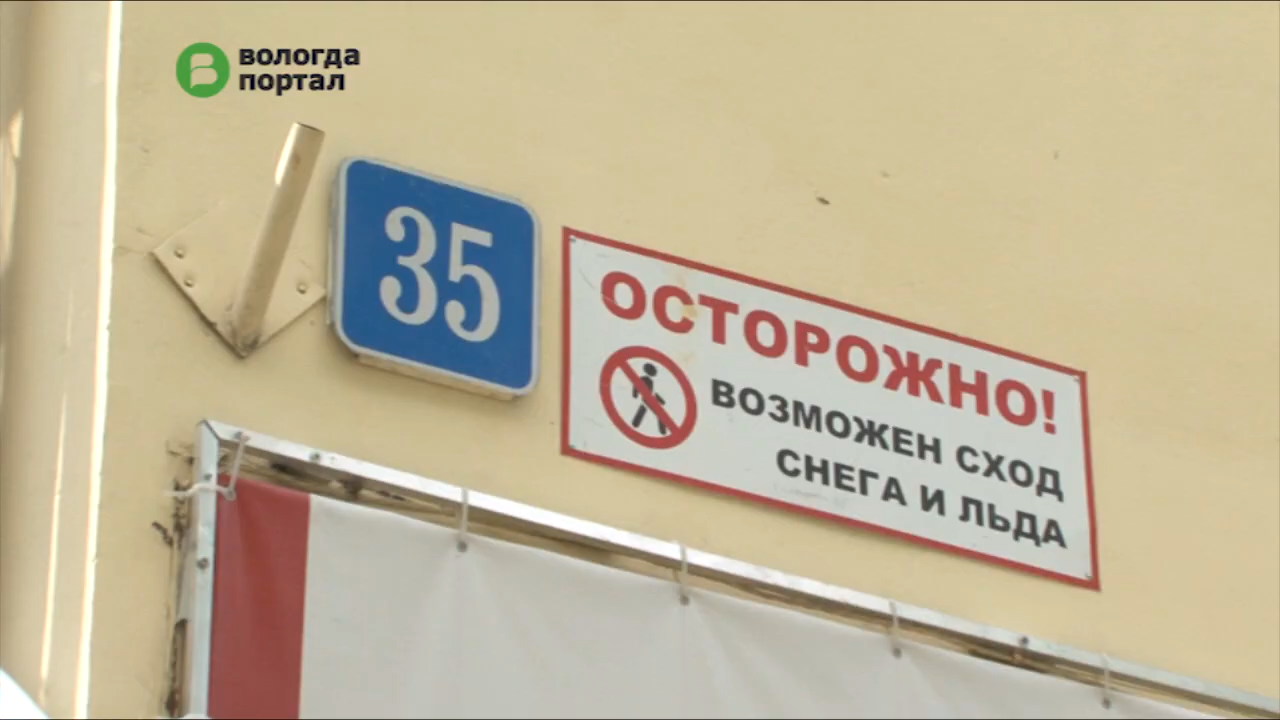 вологда
портал
35
ОСТОРОЖНО!
ВОЗМОЖЕН СХОД
СНЕГА И ЛЬДА